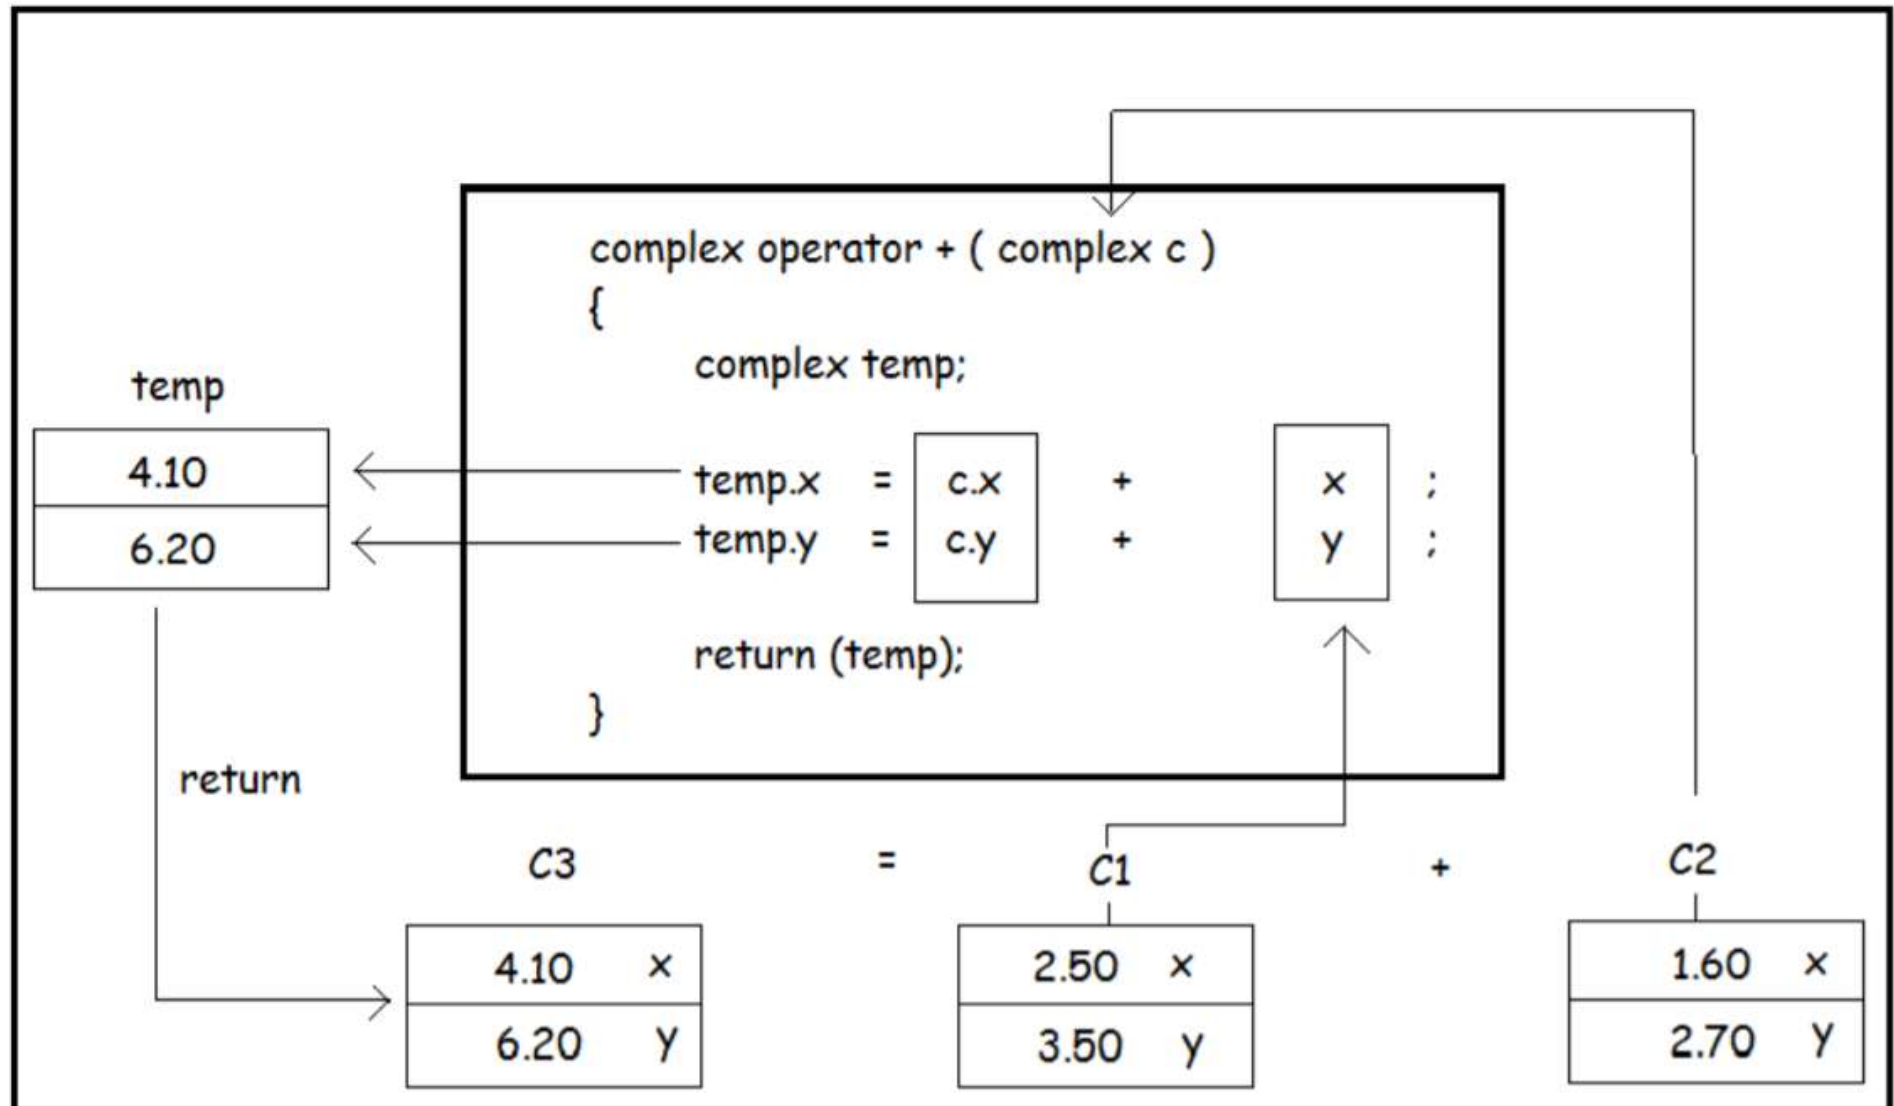 complex operator + ( complex c )
{
complex temp;
temp
4.10
temp.x = c.x + x ;
6.20
temp.y = c.y + y ;
return (temp);
}
return
C3 = C1 + C2
4.10 x 2.50 x 1.60 x
6.20 y 3.50 y 2.70 y